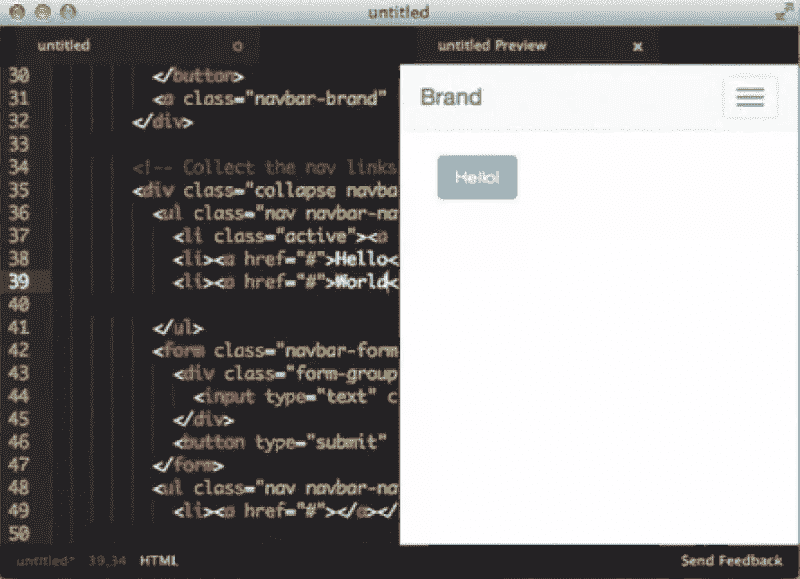 untitled
untitled
untitled Preview x
30 </button>
31 <a class="navbar-brand"
32 </div>
33
34 <!-- Collect the nav links
35 <div class="collapse navba
36 <ul class="nav navbar-na
37 <li class="active"><a
38 <li><a href="#">Hello<
39 <li><a href="#">World<
40
41 </ul>
42 <form class="navbar-form
43 <div class="form-group
44 <input type="text" c
45 </div>
46 <button type="submit"
47 </form>
48 <ul class="nav navbar-na
49 <li><a href="#"></a></
50
Brand
Hello!
untitled* 39,34 HTML
Send Feedback